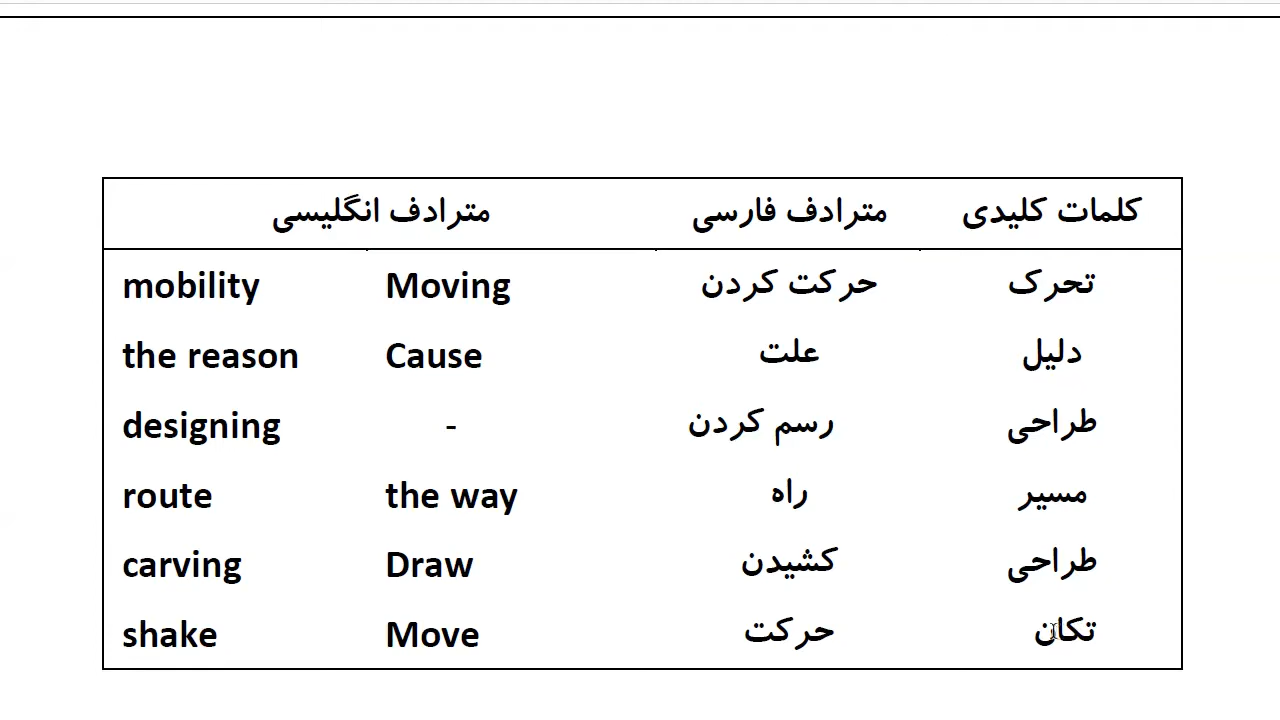 کلمات کلیدی مترادف فارسی مترادف انگلیسی
تحرک حرکت کردن Moving mobility
دلیل علت Cause the reason
طراحی رسم کردن - designing
مسیر راه the way route
طراحی کشیدن Draw carving
تکان حرکت Move shake